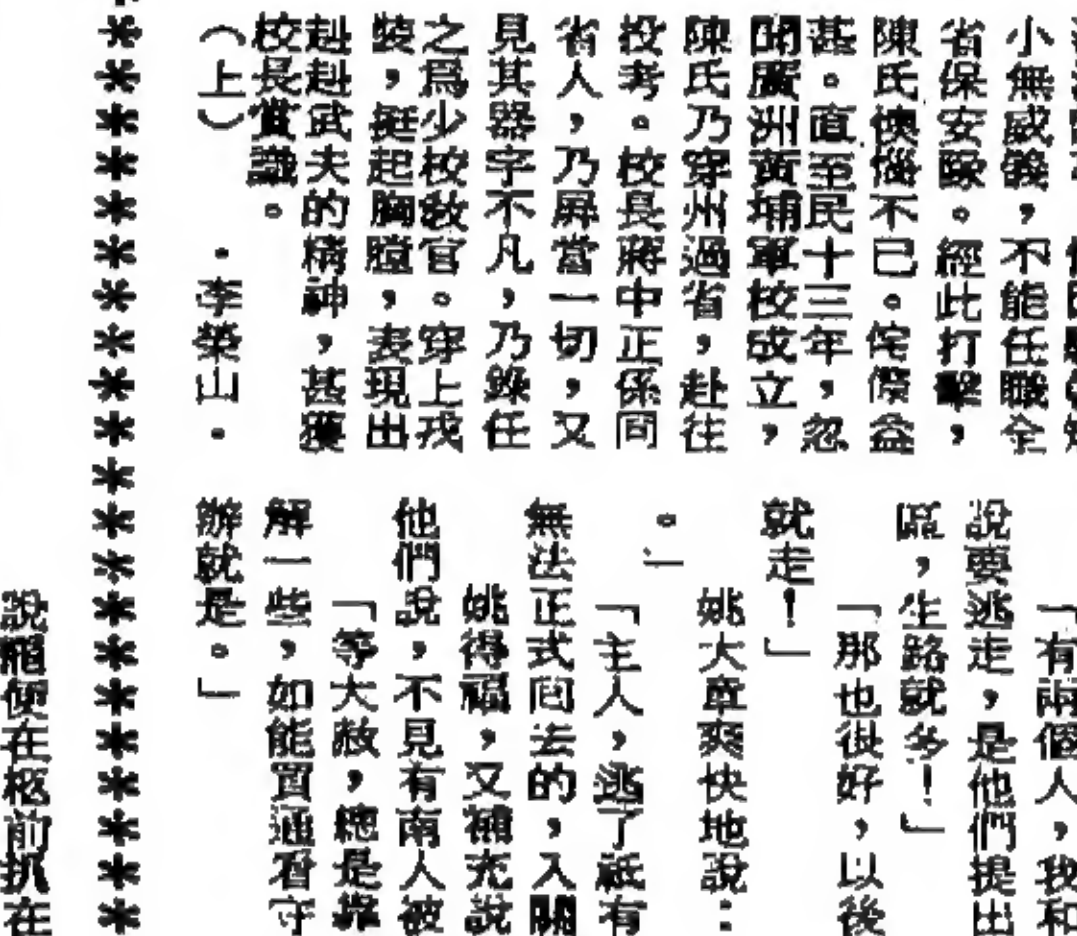 小無威義，不能任職全
省保安隊。經此打擊，
陳氏懊惱不已。侘傺益
甚。直至民十三年，忽
聞廣洲黃埔軍校成立，
陳氏乃穿州過省，赴往
投考。校長蔣中正係同
省人，乃屏當一切，又
見其器宇不凡，乃錄任
之爲少校教官。穿上戎
裝，挺起胸膛，表現出
赳赳武夫的精神，甚獲
校長賞識。
（上）　·李榮山·
「有兩個人，我和
說要逃走，是他們提出
區，生路就多！」
「那也很好，以後
就走！」
姚大章爽快地說：
。」
「主人，逃了祇有
無法正式回去的，入關
姚得福，又補充說
他們說，不見有南人被
「等大赦，總是靠
解一些，如能買通看守
辦就是。」
＊＊＊＊＊＊＊＊＊＊＊＊＊＊＊＊＊＊＊＊
便在柩前抓在